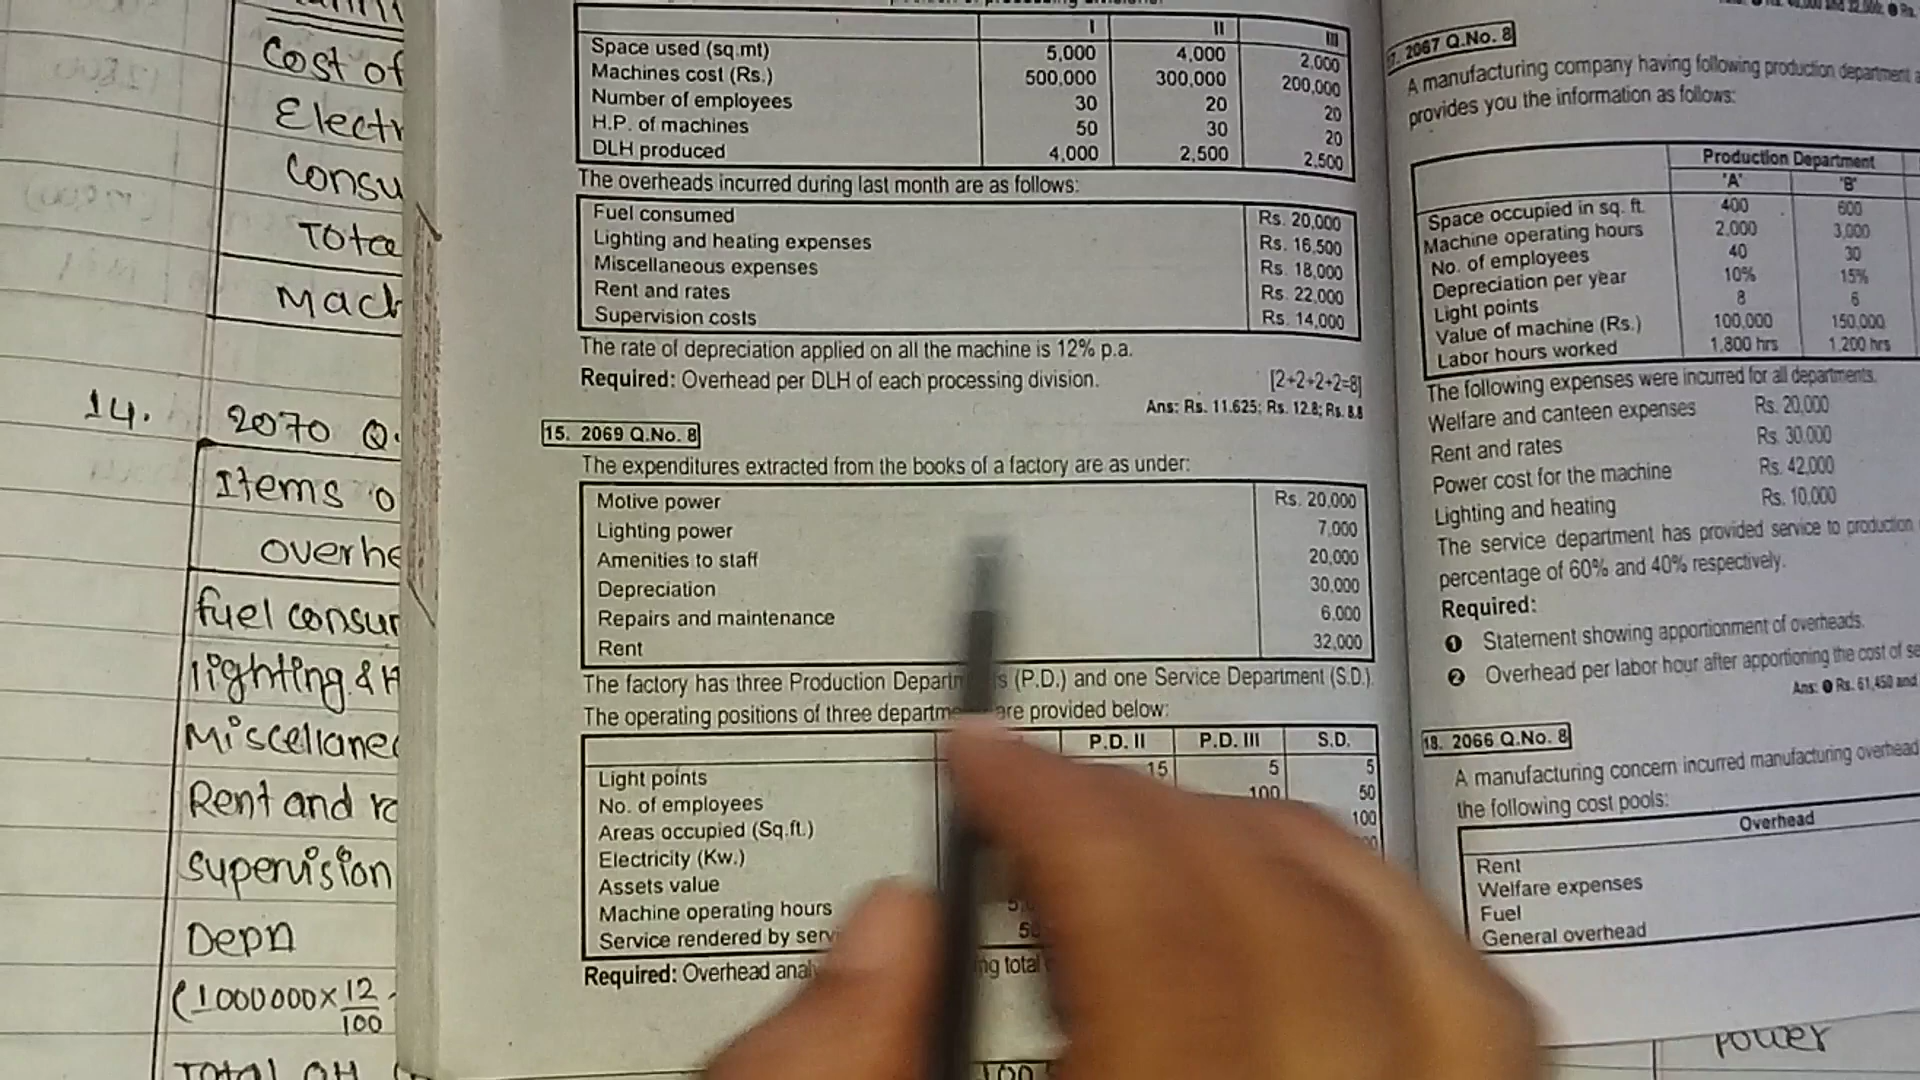 Cost of
Electr
Consu
Tota
Mach
14. 2070 Q.
Items o
overhe
fuel consu
lighting & H
Miscellane
Rent and ra
supervision
Depn
(1000000×12/100
Total OH
I II III
Space used (sq.mt) 5,000 4,000 2,000
Machines cost (Rs.) 500,000 300,000 200,000
Number of employees 30 20 20
H.P. of machines 50 30 20
DLH produced 4,000 2,500 2,500
The overheads incurred during last month are as follows:
Fuel consumed Rs. 20,000
Lighting and heating expenses Rs. 16,500
Miscellaneous expenses Rs. 18,000
Rent and rates Rs. 22,000
Supervision costs Rs. 14,000
The rate of depreciation applied on all the machine is 12% p.a.
Required: Overhead per DLH of each processing division. [2+2+2+2=8]
Ans: Rs. 11.625; Rs. 12.8; Rs. 8.8
15. 2069 Q.No. 8
The expenditures extracted from the books of a factory are as under:
Motive power Rs. 20,000
Lighting power 7,000
Amenities to staff 20,000
Depreciation 30,000
Repairs and maintenance 6,000
Rent 32,000
The factory has three Production Departm s (P.D.) and one Service Department (S.D.).
The operating positions of three departme are provided below:
P.D. II P.D. III S.D.
Light points 15 5 5
No. of employees 100 50
Areas occupied (Sq.ft.) 100
Electricity (Kw.)
Assets value
Machine operating hours
Service rendered by servi
Required: Overhead anal ng total
17. 2067 Q.No. 8
A manufacturing company having following production department a
provides you the information as follows:
Production Department
'A' 'B'
Space occupied in sq. ft. 400 600
Machine operating hours 2,000 3,000
No. of employees 40 30
Depreciation per year 10% 15%
Light points 8 6
Value of machine (Rs.) 100,000 150,000
Labor hours worked 1,800 hrs 1,200 hrs
The following expenses were incurred for all departments.
Welfare and canteen expenses Rs. 20,000
Rent and rates Rs. 30,000
Power cost for the machine Rs. 42,000
Lighting and heating Rs. 10,000
The service department has provided service to production
percentage of 60% and 40% respectively.
Required:
❶ Statement showing apportionment of overheads.
❷ Overhead per labor hour after apportioning the cost of se
Ans: ❶ Rs. 61,450 and
18. 2066 Q.No. 8
A manufacturing concern incurred manufacturing overhead
the following cost pools:
Overhead
Rent
Welfare expenses
Fuel
General overhead
power